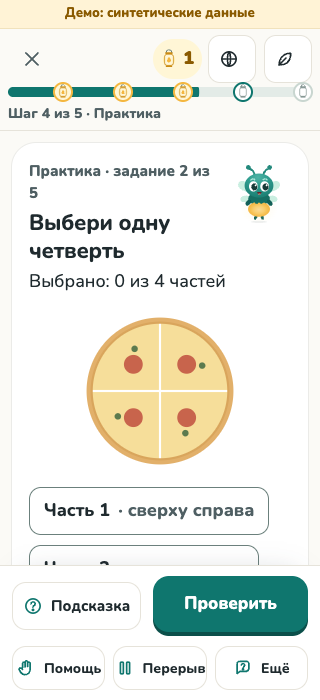 Демо: синтетические данные
1
Шаг 4 из 5 · Практика
Практика · задание 2 из
5
Выбери одну
четверть
Выбрано: 0 из 4 частей
Часть 1 · сверху справа
Подсказка
Проверить
Помощь
Перерыв
Ещё